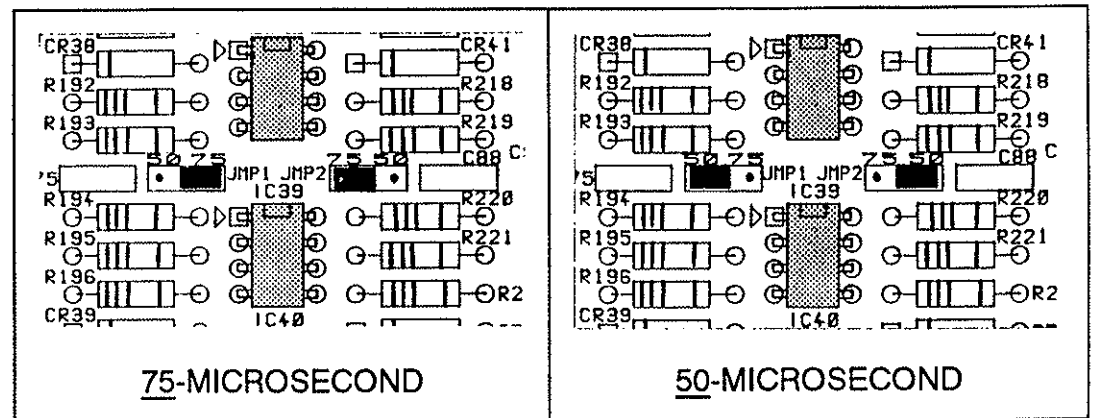 CR38 CR41
R192 R218
R193 R219
50 75 75 50
'5 JMP1 JMP2 C88 C
IC39
R194 R220
R195 R221
R196 R2
CR39 IC40
75-MICROSECOND
CR38 CR41
R192 R218
R193 R219
50 75 75 50
75 JMP1 JMP2 C88 C
IC39
R194 R220
R195 R221
R196 R2
CR39 IC40
50-MICROSECOND